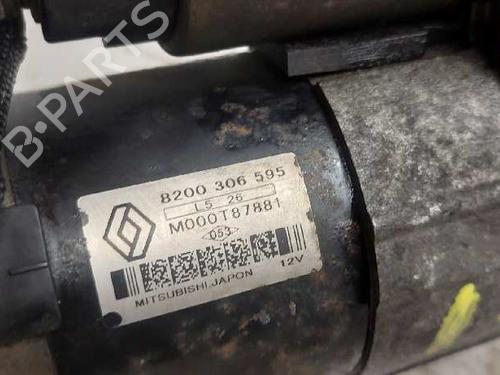 B-PARTS
8200 306 595
L5 26
M000T87881
053
MITSUBISHI,JAPON 12V